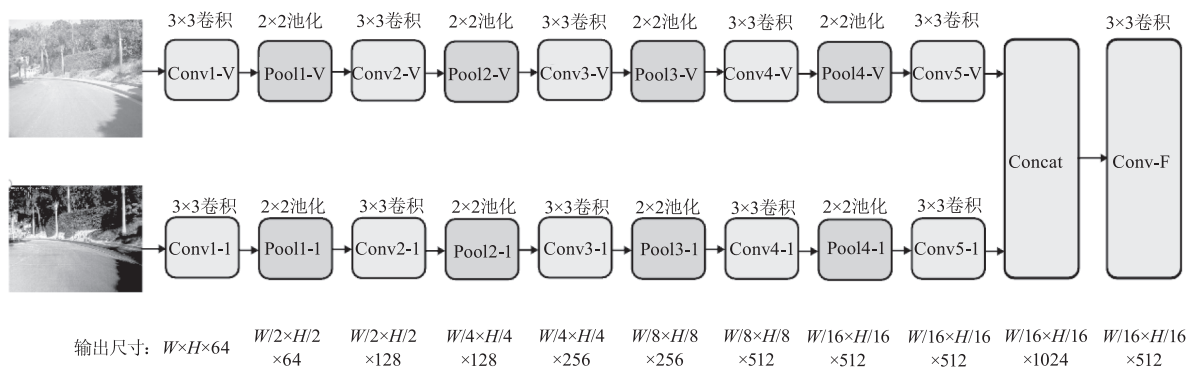 3×3卷积 2×2池化 3×3卷积 2×2池化 3×3卷积 2×2池化 3×3卷积 2×2池化 3×3卷积 3×3卷积
Conv1-V Pool1-V Conv2-V Pool2-V Conv3-V Pool3-V Conv4-V Pool4-V Conv5-V
Concat Conv-F
3×3卷积 2×2池化 3×3卷积 2×2池化 3×3卷积 2×2池化 3×3卷积 2×2池化 3×3卷积
Conv1-1 Pool1-1 Conv2-1 Pool2-1 Conv3-1 Pool3-1 Conv4-1 Pool4-1 Conv5-1
输出尺寸: W×H×64 W/2×H/2 W/2×H/2 W/4×H/4 W/4×H/4 W/8×H/8 W/8×H/8 W/16×H/16 W/16×H/16 W/16×H/16 W/16×H/16
×64 ×128 ×128 ×256 ×256 ×512 ×512 ×512 ×1024 ×512